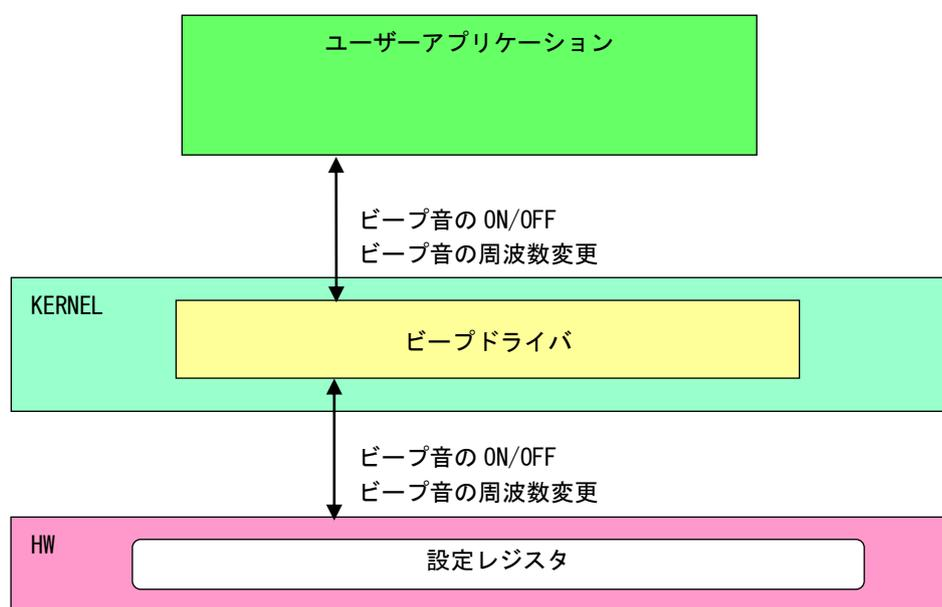 ユーザーアプリケーション
ビープ音の ON/OFF
ビープ音の周波数変更
KERNEL
ビープドライバ
ビープ音の ON/OFF
ビープ音の周波数変更
HW
設定レジスタ